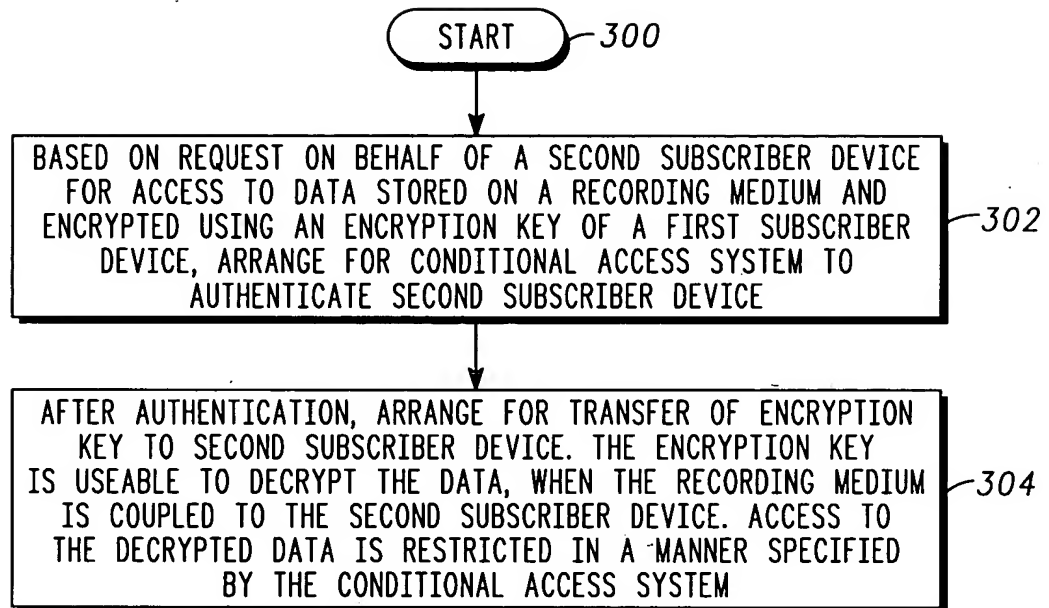 START
300
BASED ON REQUEST ON BEHALF OF A SECOND SUBSCRIBER DEVICE
FOR ACCESS TO DATA STORED ON A RECORDING MEDIUM AND
ENCRYPTED USING AN ENCRYPTION KEY OF A FIRST SUBSCRIBER
DEVICE, ARRANGE FOR CONDITIONAL ACCESS SYSTEM TO
AUTHENTICATE SECOND SUBSCRIBER DEVICE
302
AFTER AUTHENTICATION, ARRANGE FOR TRANSFER OF ENCRYPTION
KEY TO SECOND SUBSCRIBER DEVICE. THE ENCRYPTION KEY
IS USEABLE TO DECRYPT THE DATA, WHEN THE RECORDING MEDIUM
IS COUPLED TO THE SECOND SUBSCRIBER DEVICE. ACCESS TO
THE DECRYPTED DATA IS RESTRICTED IN A MANNER SPECIFIED
BY THE CONDITIONAL ACCESS SYSTEM
304